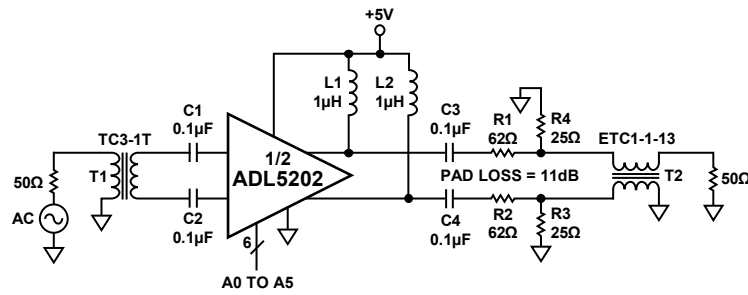 +5V
L1
1µH
L2
1µH
C1
0.1µF
TC3-1T
T1
50Ω
AC
C2
0.1µF
1/2
ADL5202
6
A0 TO A5
C3
0.1µF
R1
62Ω
R4
25Ω
ETC1-1-13
PAD LOSS = 11dB
T2
50Ω
C4
0.1µF
R2
62Ω
R3
25Ω